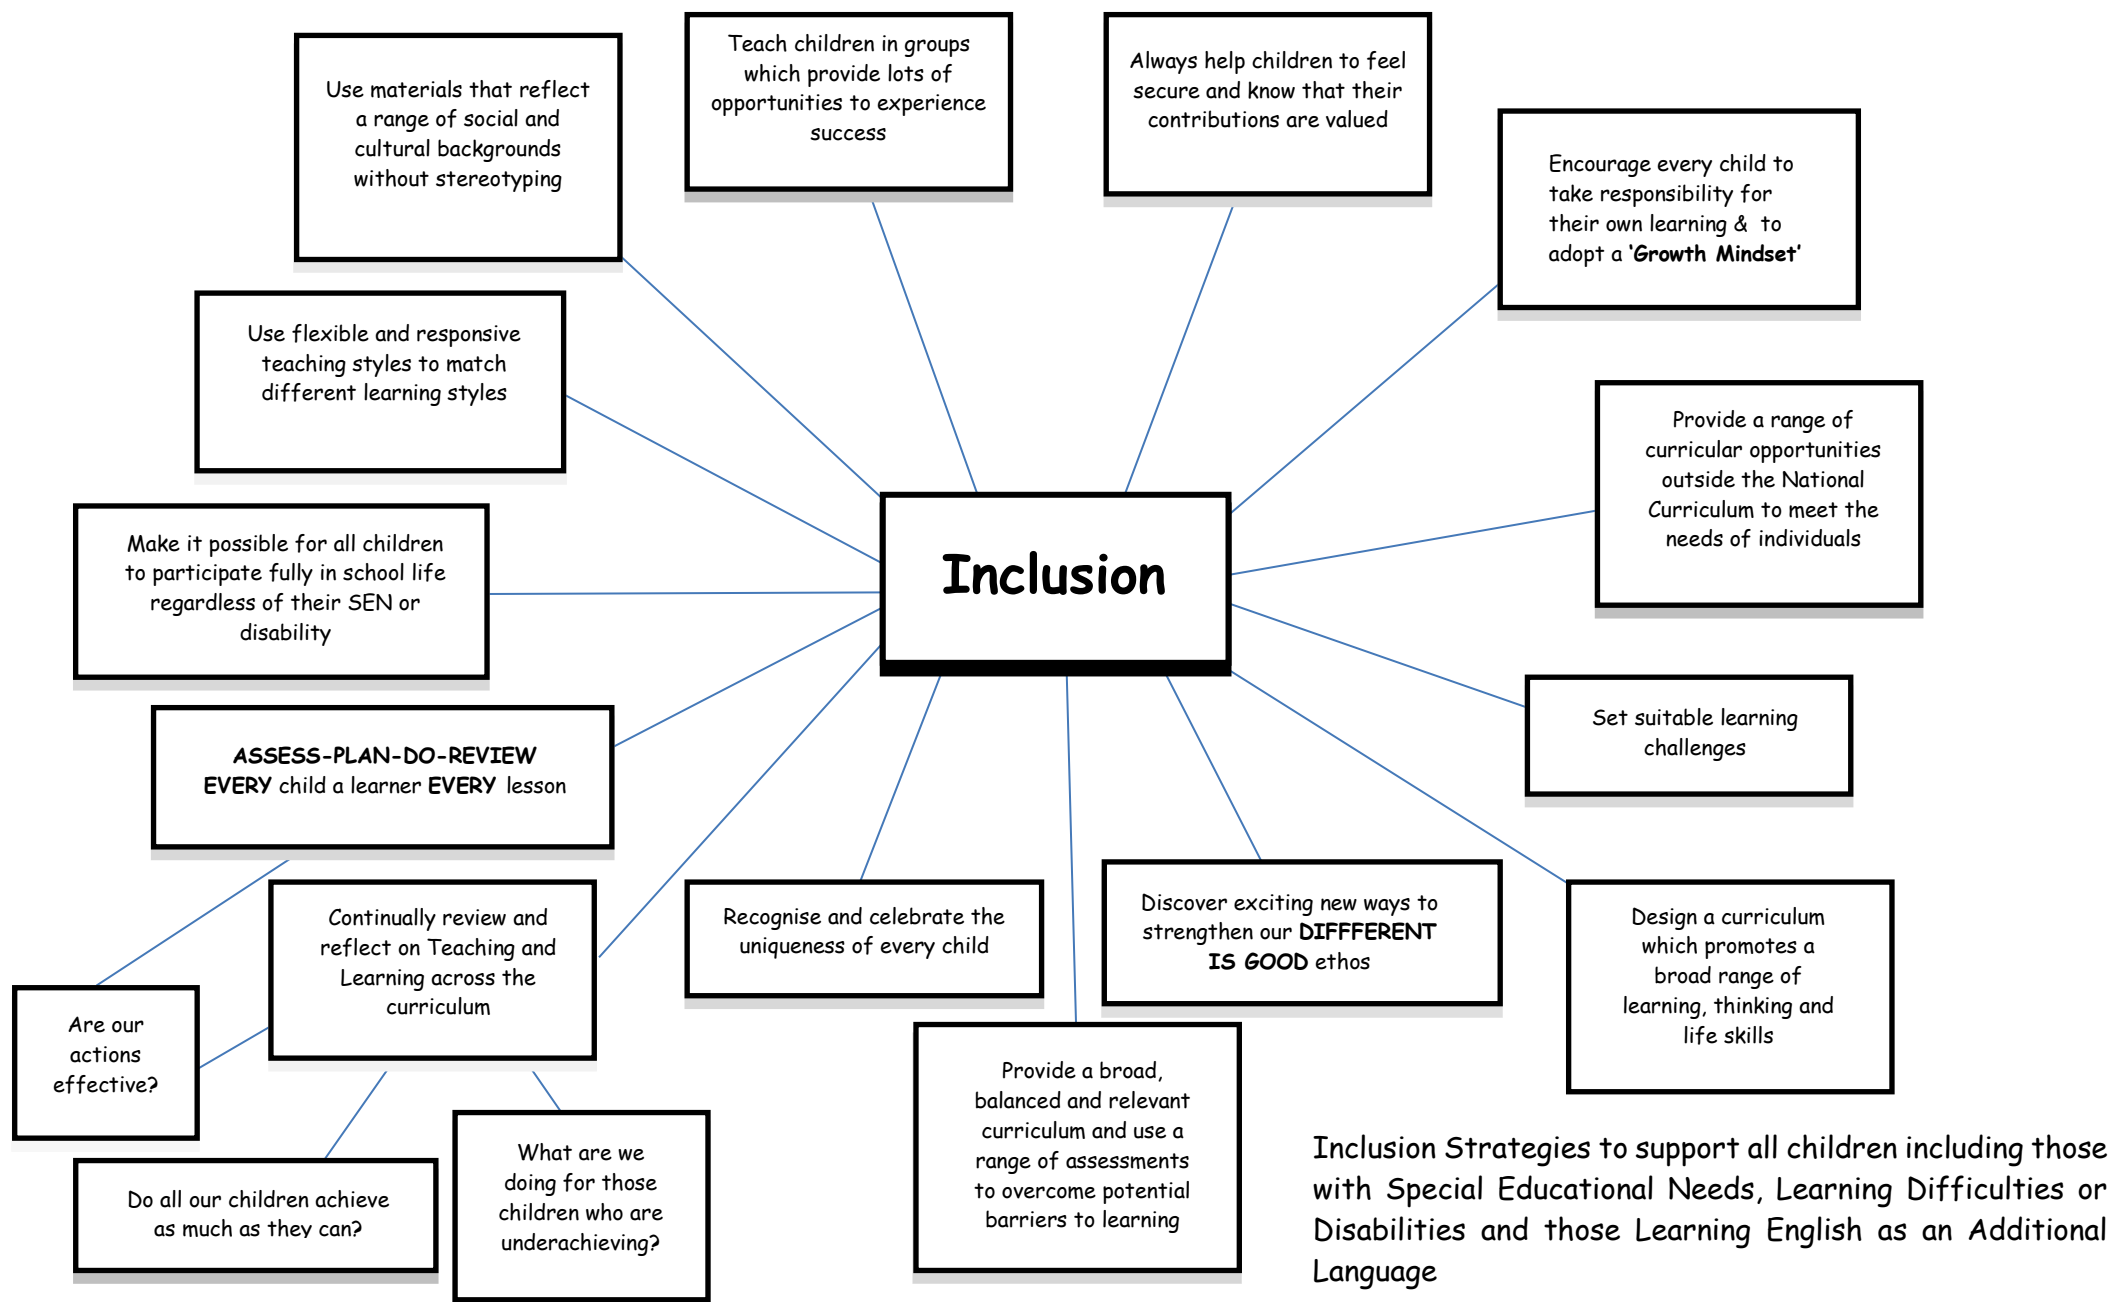 Use materials that reflect
a range of social and
cultural backgrounds
without stereotyping
Teach children in groups
which provide lots of
opportunities to experience
success
Always help children to feel
secure and know that their
contributions are valued
Encourage every child to
take responsibility for
their own learning & to
adopt a ‘Growth Mindset’
Use flexible and responsive
teaching styles to match
different learning styles
Provide a range of
curricular opportunities
outside the National
Curriculum to meet the
needs of individuals
Make it possible for all children
to participate fully in school life
regardless of their SEN or
disability
Inclusion
Set suitable learning
challenges
ASSESS-PLAN-DO-REVIEW
EVERY child a learner EVERY lesson
Continually review and
reflect on Teaching and
Learning across the
curriculum
Recognise and celebrate the
uniqueness of every child
Discover exciting new ways to
strengthen our DIFFFERENT
IS GOOD ethos
Design a curriculum
which promotes a
broad range of
learning, thinking and
life skills
Are our
actions
effective?
Do all our children achieve
as much as they can?
What are we
doing for those
children who are
underachieving?
Provide a broad,
balanced and relevant
curriculum and use a
range of assessments
to overcome potential
barriers to learning
Inclusion Strategies to support all children including those
with Special Educational Needs, Learning Difficulties or
Disabilities and those Learning English as an Additional
Language